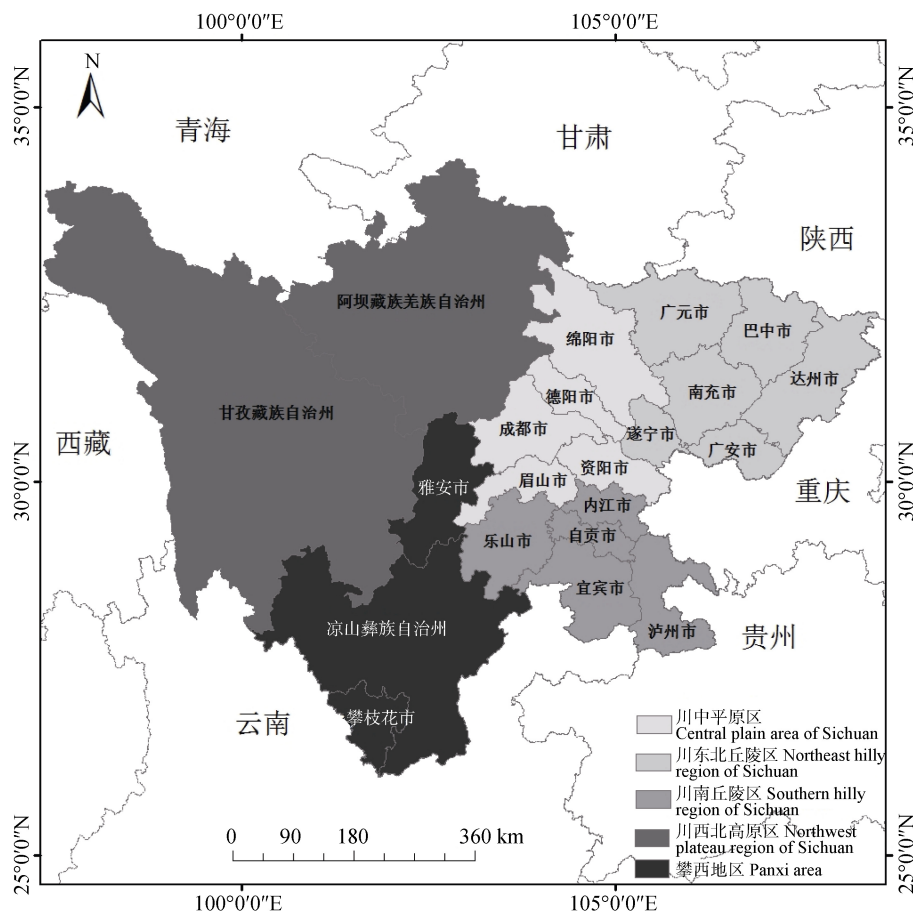 100°0′0″E
105°0′0″E
N
35°0′0″N
35°0′0″N
青海
甘肃
陕西
阿坝藏族羌族自治州
广元市
巴中市
绵阳市
达州市
南充市
德阳市
甘孜藏族自治州
成都市
遂宁市
西藏
广安市
资阳市
30°0′0″N
眉山市
雅安市
重庆
30°0′0″N
内江市
自贡市
乐山市
宜宾市
凉山彝族自治州
泸州市
贵州
攀枝花市
云南
川中平原区
Central plain area of Sichuan
川东北丘陵区 Northeast hilly
region of Sichuan
川南丘陵区 Southern hilly
region of Sichuan
川西北高原区 Northwest
plateau region of Sichuan
攀西地区 Panxi area
0 90 180 360 km
25°0′0″N
25°0′0″N
100°0′0″E
105°0′0″E